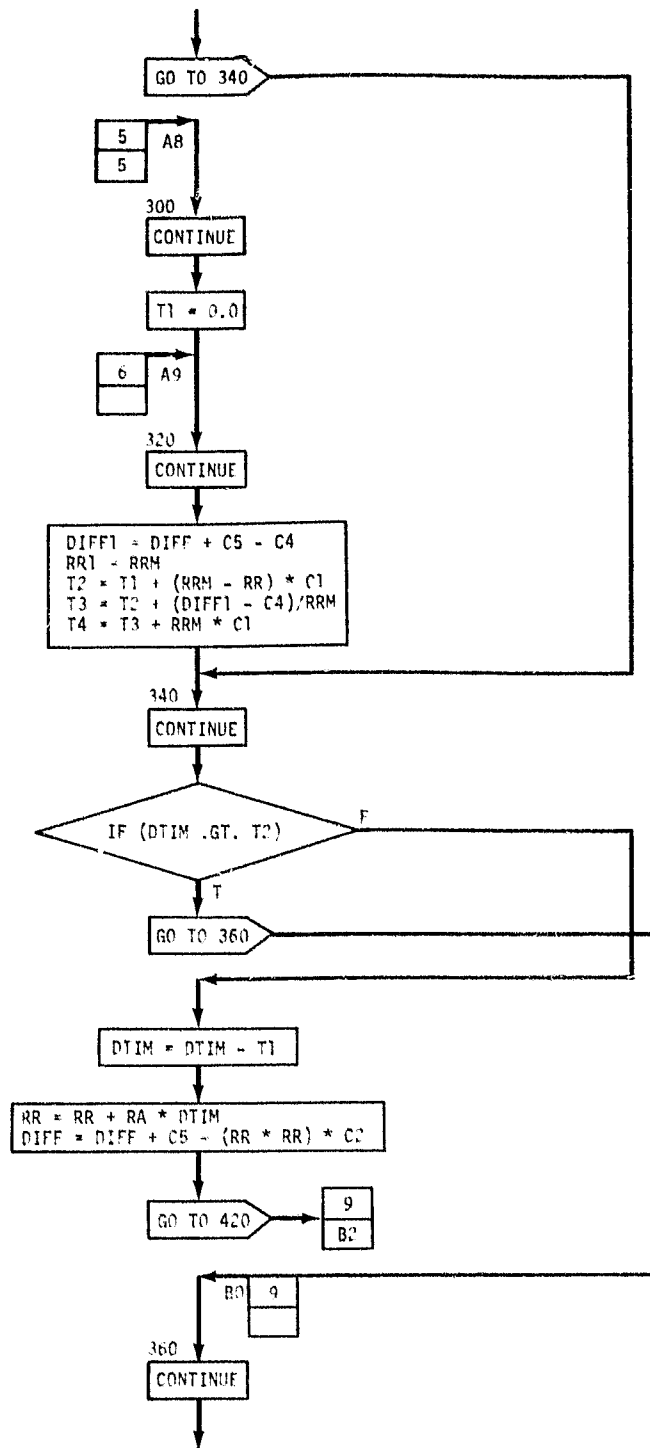 GO TO 340
5
A8
5
300
CONTINUE
T1 = 0.0
6
A9
320
CONTINUE
DIFF1 = DIFF + C5 - C4
RR1 = RRM
T2 = T1 + (RRM - RR) * C1
T3 = T2 + (DIFF1 - C4)/RRM
T4 = T3 + RRM * C1
340
CONTINUE
IF (DTIM .GT. T2)
F
T
GO TO 360
DTIM = DTIM - T1
RR = RR + RA * DTIM
DIFF = DIFF + C5 - (RR * RR) * C2
GO TO 420
9
B2
B0
9
360
CONTINUE